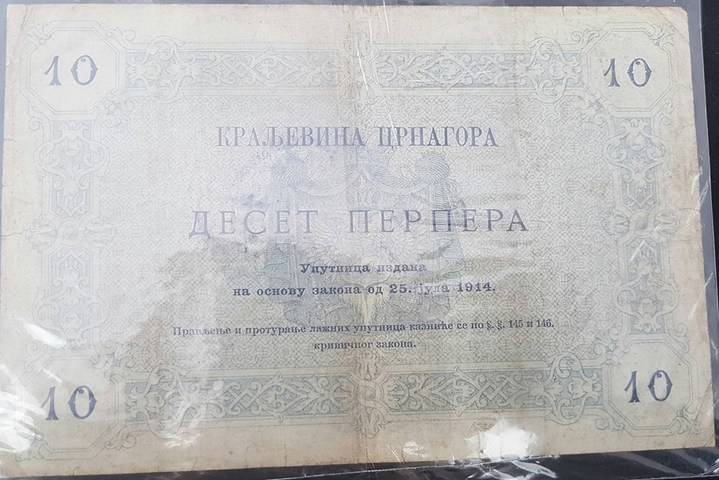 10 10
КРАЉЕВИНА ЦРНАГОРА
ДЕСЕТ ПЕРПЕРА
Упутница издана
на основу закона од 25. јула 1914.
Прављење и протурање лажних упутница казниће се по §. §. 145 и 146.
кривичног закона.
10 10